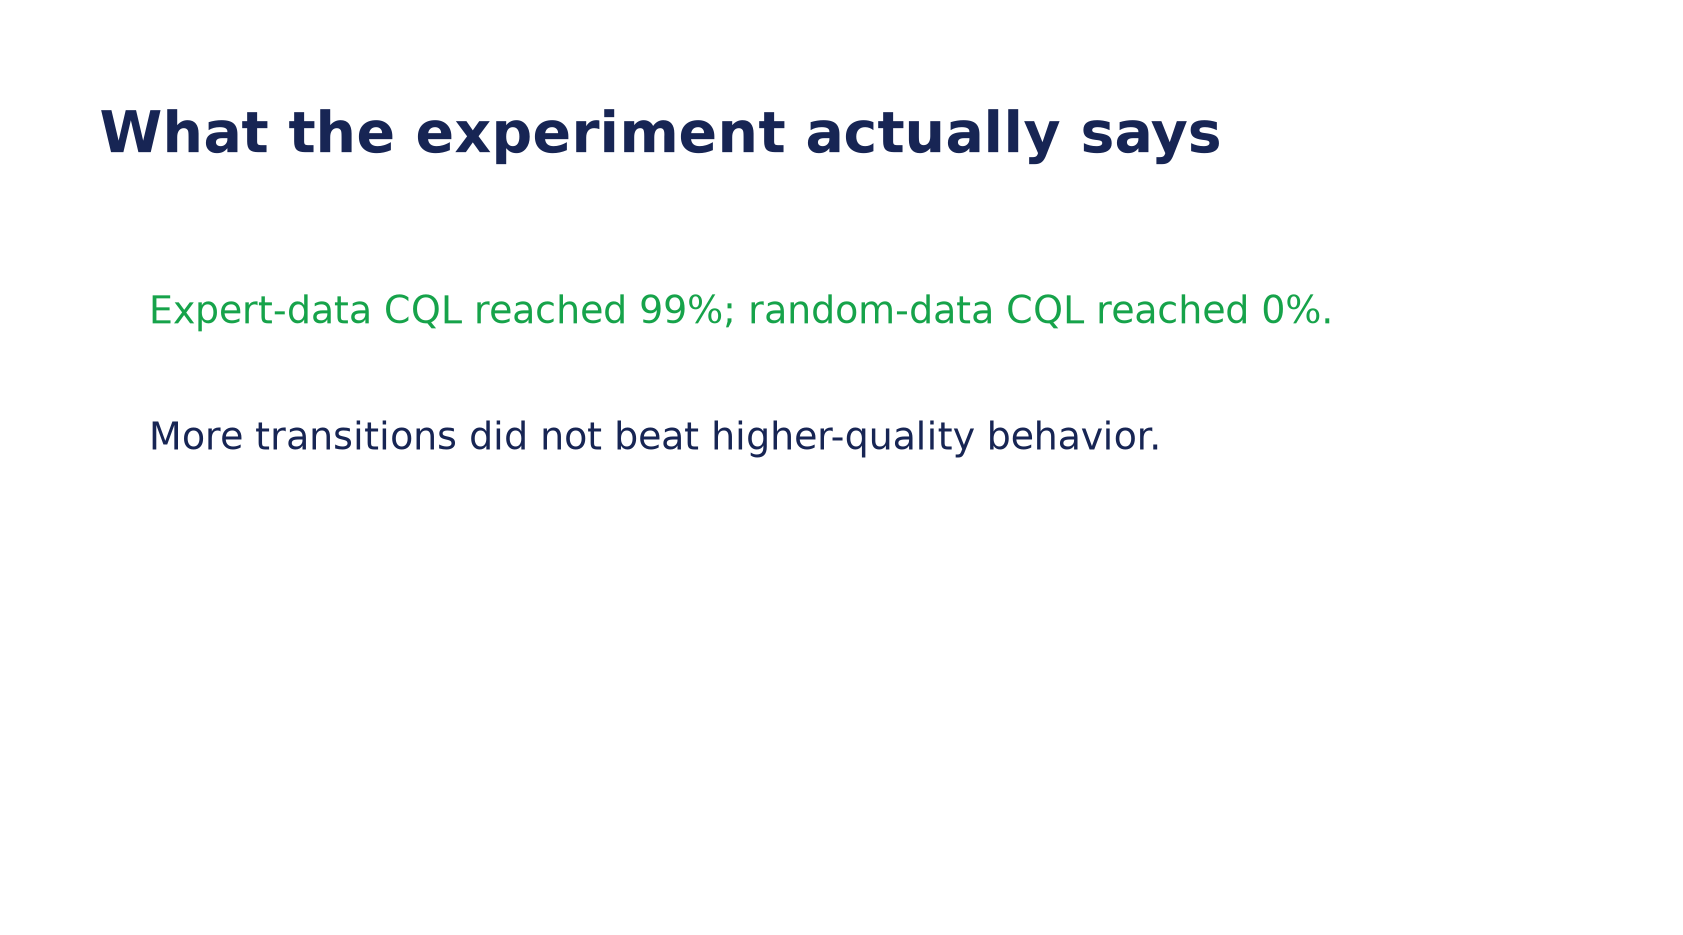 What the experiment actually says
Expert-data CQL reached 99%; random-data CQL reached 0%.
More transitions did not beat higher-quality behavior.